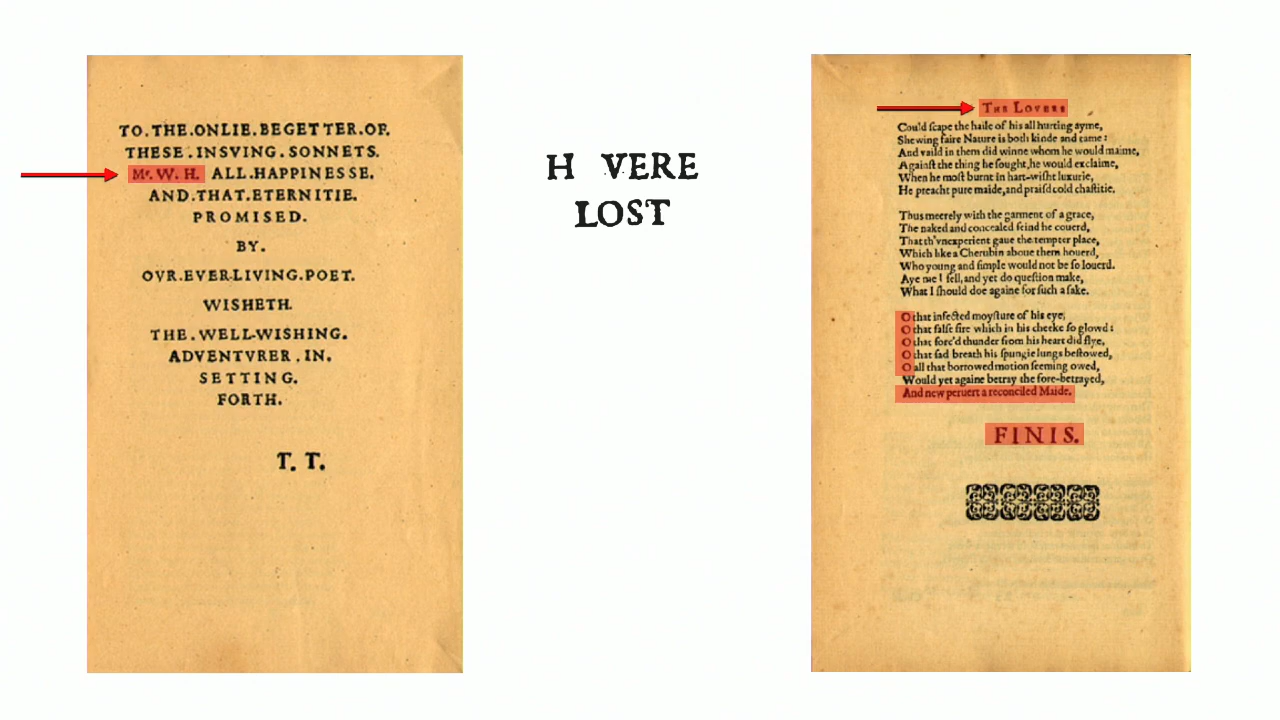 TO.THE.ONLIE.BEGETTER.OF.
THESE.INSVING.SONNETS.
Mr. W. H. ALL.HAPPINESSE.
AND.THAT.ETERNITIE.
PROMISED.
BY.
OVR.EVER-LIVING.POET.
WISHETH.
THE.WELL-WISHING.
ADVENTVRER.IN.
SETTING.
FORTH.
T. T.
H VERE
LOST
THE LOVERS
Could ſcape the haile of his all hurting ayme,
Shewing faire Nature is both kinde and tame:
And vaild in them did winne whom he would maime,
Againſt the thing he ſought,he would exclaime,
When he moſt burnt in hart-wiſht luxurie,
He preacht pure maide,and praiſd cold chaſtitie.
Thus meerely with the garment of a grace,
The naked and concealed feind he couerd,
That th'vnexperient gaue the tempter place,
Which like a Cherubin aboue them houerd,
Who young and ſimple would not be ſo louerd.
Aye me I fell,and yet do queſtion make,
What I ſhould doe againe for ſuch a ſake.
O that infected moyſture of his eye,
O that falſe fire which in his cheeke ſo glowd:
O that forc'd thunder from his heart did flye,
O that ſad breath his ſpungie lungs beſtowed,
O all that borrowed motion ſeeming owed,
Would yet againe betray the fore-betrayed,
And new peruert a reconciled Maide.
FINIS.